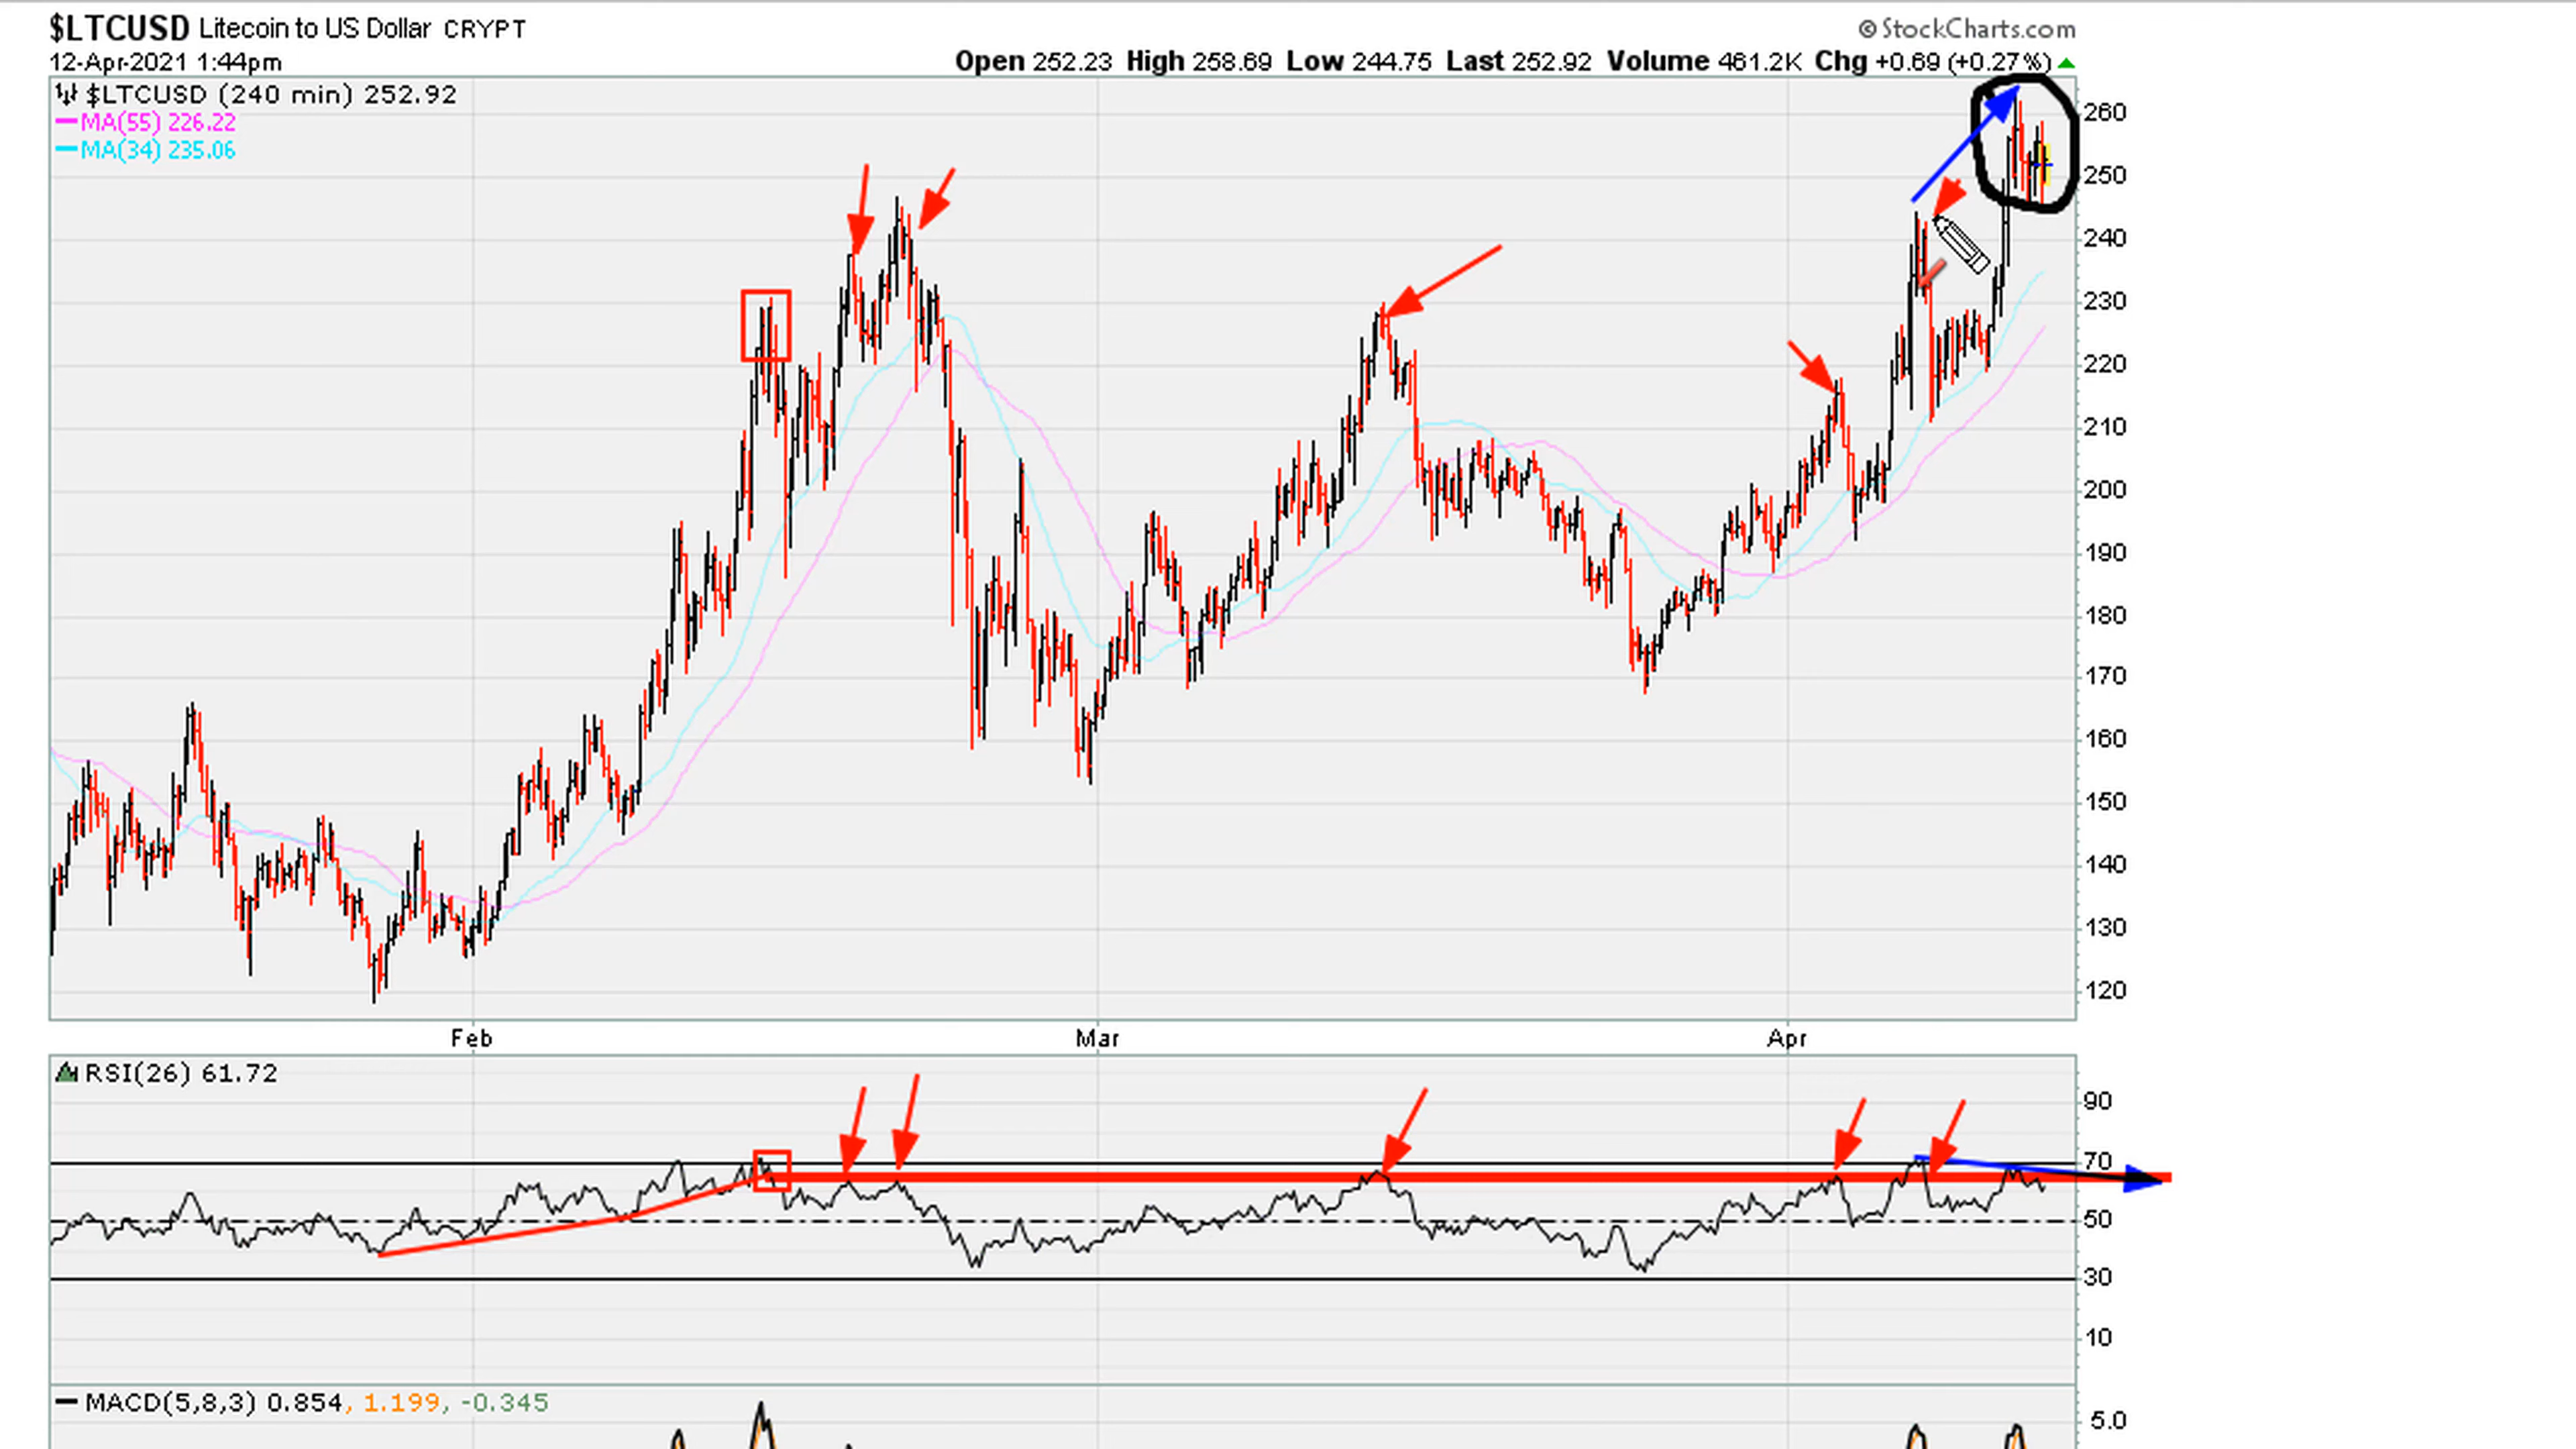 $LTCUSD Litecoin to US Dollar CRYPT
© StockCharts.com
12-Apr-2021 1:44pm
Open 252.23 High 258.69 Low 244.75 Last 252.92 Volume 461.2K Chg +0.69 (+0.27%)
$LTCUSD (240 min) 252.92
MA(55) 226.22
MA(34) 235.06
260
250
240
230
220
210
200
190
180
170
160
150
140
130
120
Feb Mar Apr
RSI(26) 61.72
90
70
50
30
10
MACD(5,8,3) 0.854, 1.199, -0.345
5.0